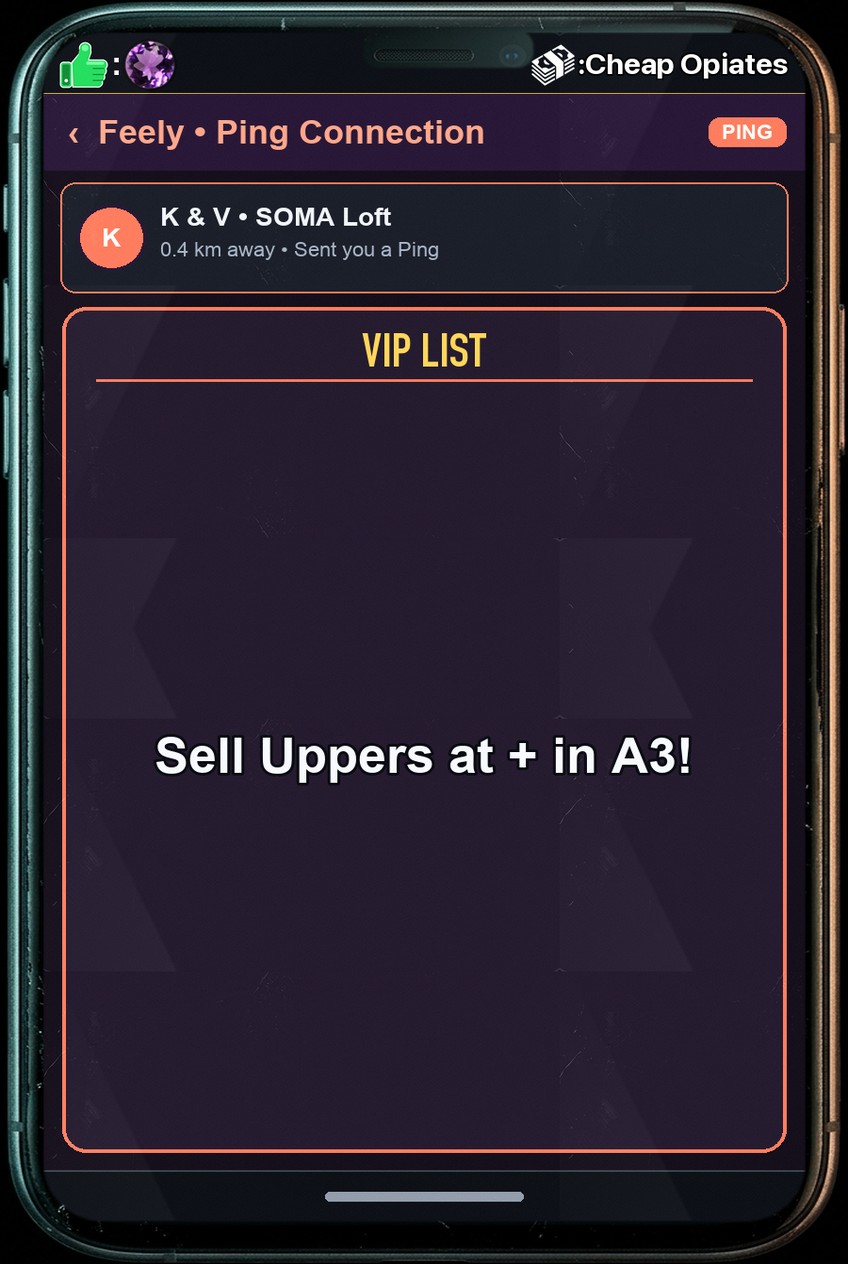 :
:Cheap Opiates
‹ Feely • Ping Connection
PING
K
K & V • SOMA Loft
0.4 km away • Sent you a Ping
VIP LIST
Sell Uppers at + in A3!